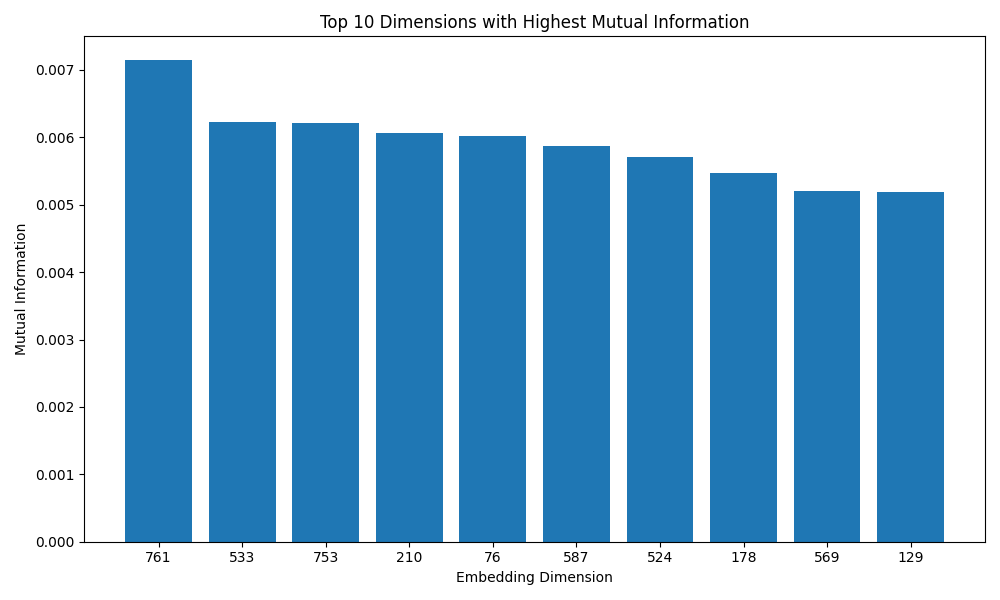 Top 10 Dimensions with Highest Mutual Information
0.007
0.006
0.005
0.004
0.003
0.002
0.001
0.000
Mutual Information
761 533 753 210 76 587 524 178 569 129
Embedding Dimension